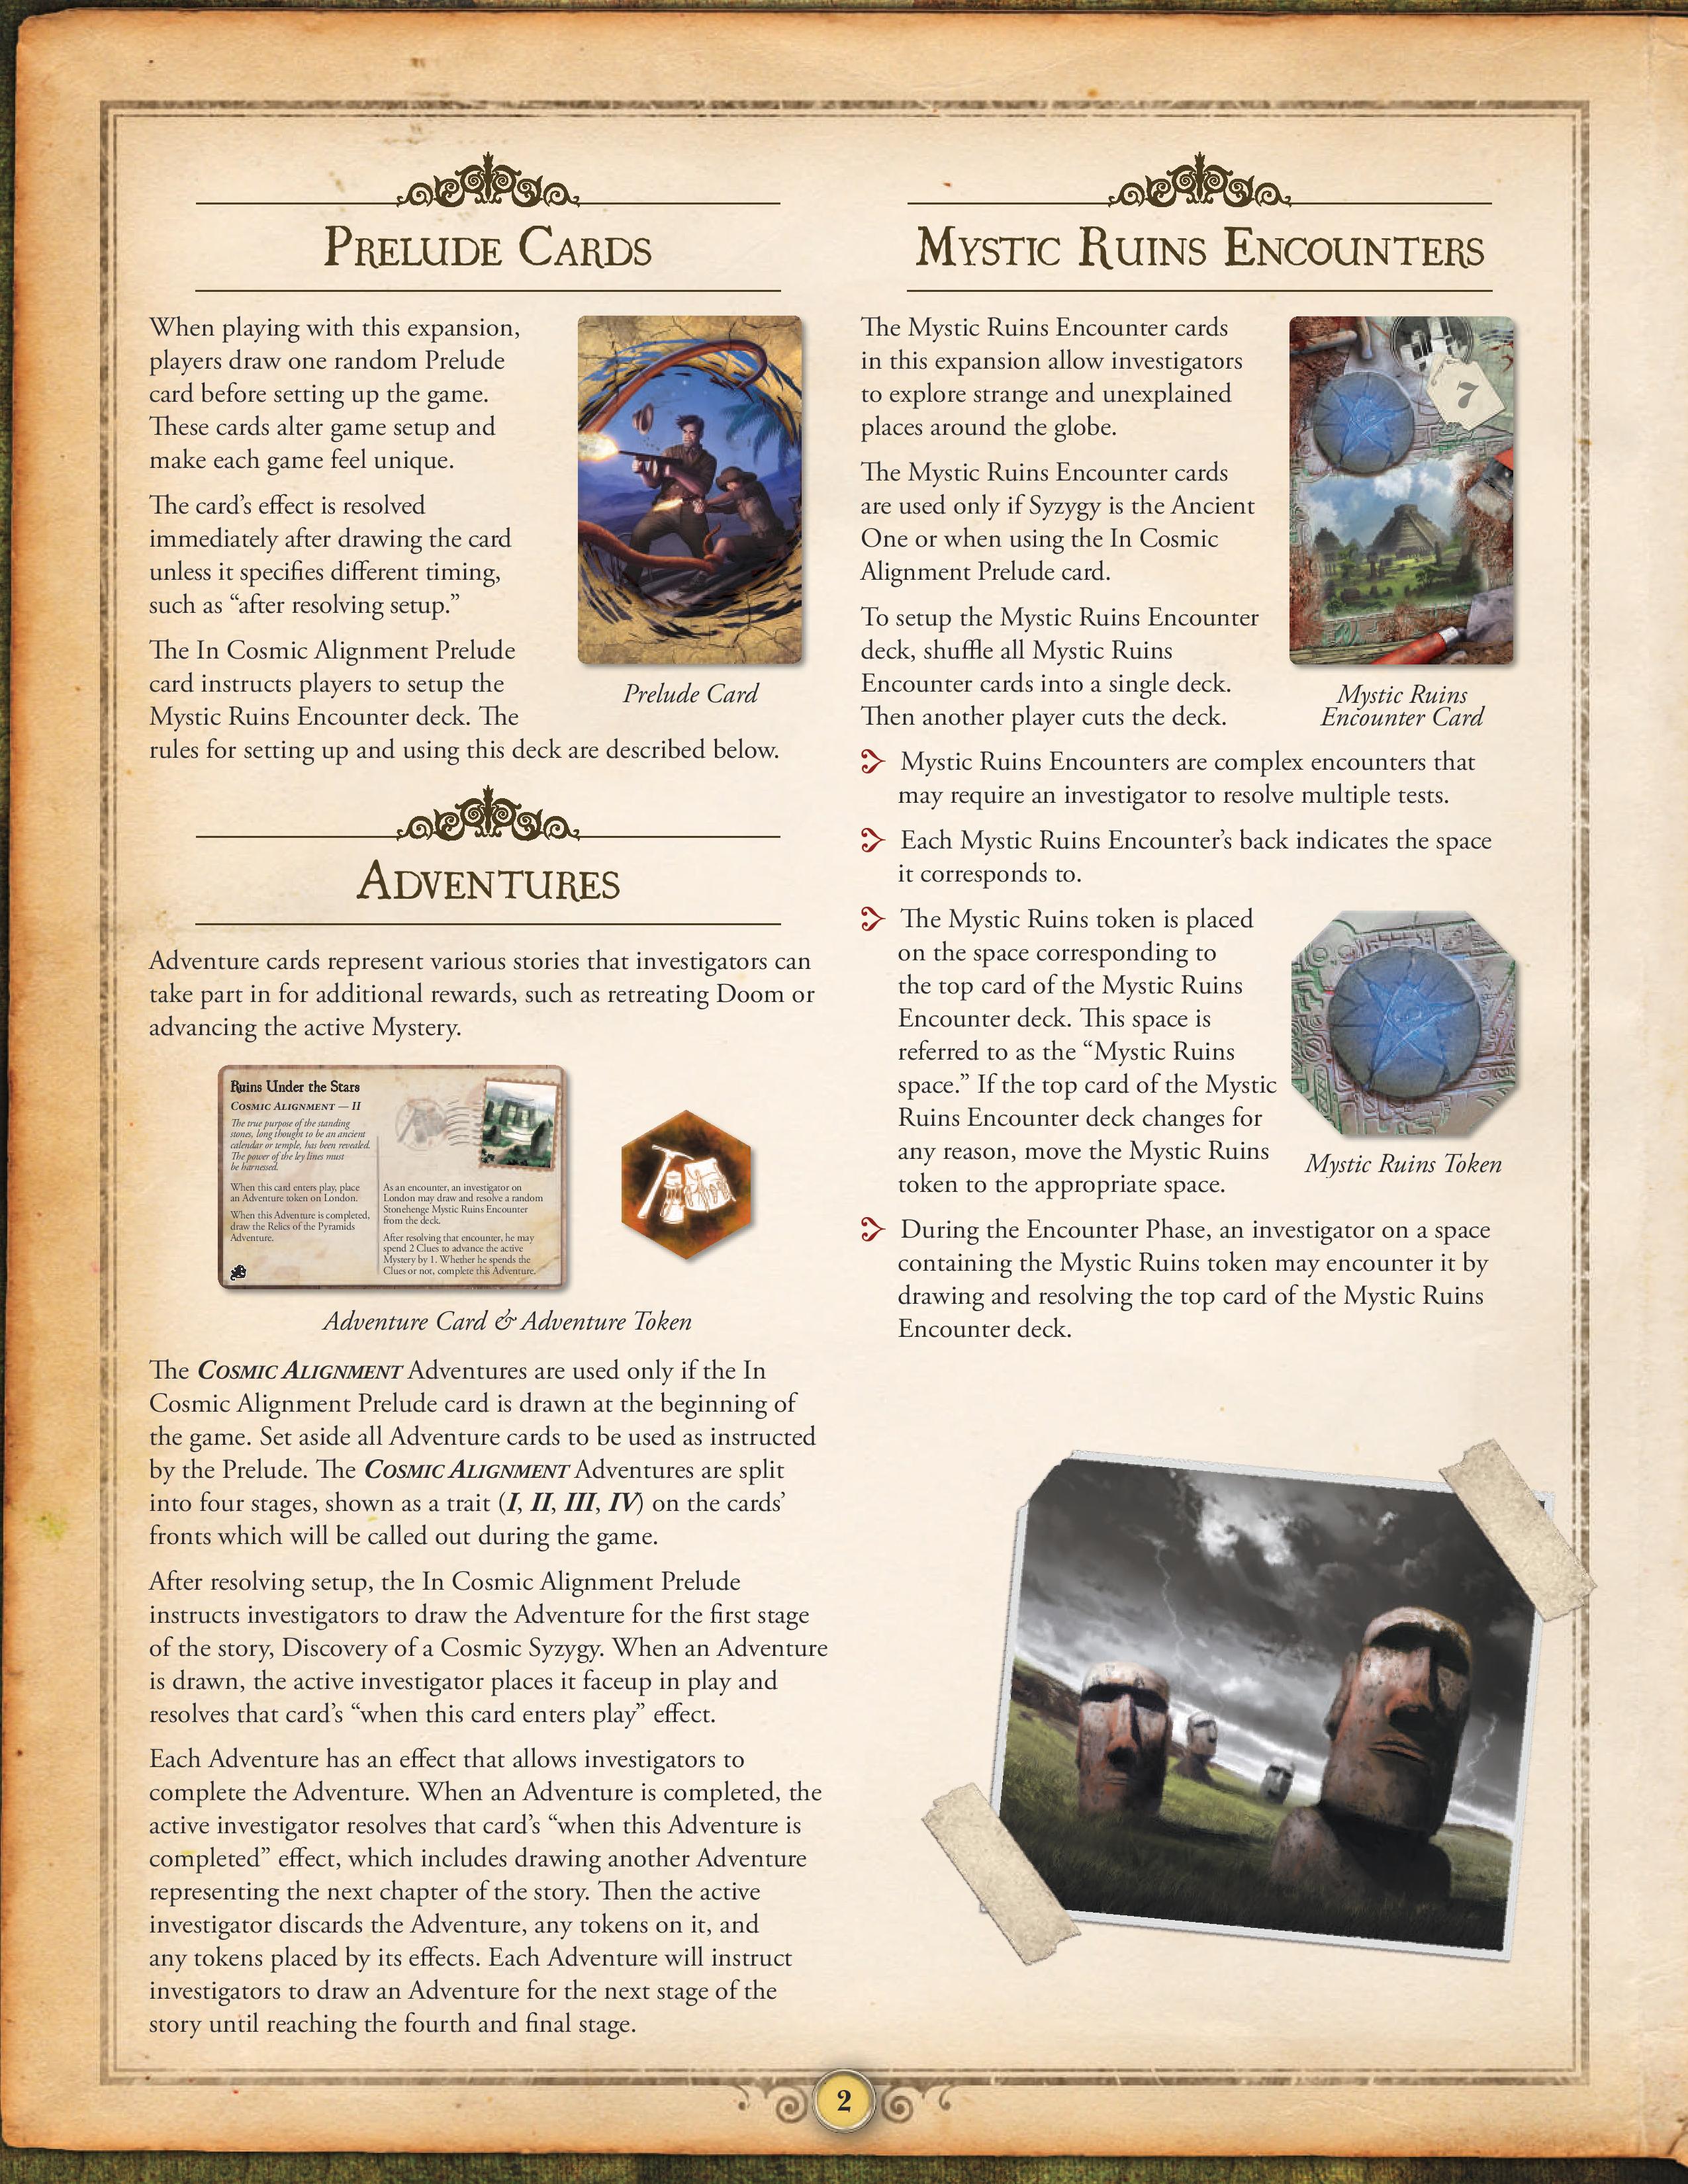 Prelude Cards
When playing with this expansion,
players draw one random Prelude
card before setting up the game.
These cards alter game setup and
make each game feel unique.
The card's effect is resolved
immediately after drawing the card
unless it specifies different timing,
such as “after resolving setup.”
The In Cosmic Alignment Prelude
card instructs players to setup the
Mystic Ruins Encounter deck. The
rules for setting up and using this deck are described below.
Prelude Card
Adventures
Adventure cards represent various stories that investigators can
take part in for additional rewards, such as retreating Doom or
advancing the active Mystery.
Ruins Under the Stars
Cosmic Alignment — II
The true purpose of the standing
stones, long thought to be an ancient
calendar or temple, has been revealed.
The power of the ley lines must
be harnessed.
When this card enters play, place
an Adventure token on London.
When this Adventure is completed,
draw the Relics of the Pyramids
Adventure.
As an encounter, an investigator on
London may draw and resolve a random
Stonehenge Mystic Ruins Encounter
from the deck.
After resolving that encounter, he may
spend 2 Clues to advance the active
Mystery by 1. Whether he spends the
Clues or not, complete this Adventure.
Adventure Card & Adventure Token
The Cosmic Alignment Adventures are used only if the In
Cosmic Alignment Prelude card is drawn at the beginning of
the game. Set aside all Adventure cards to be used as instructed
by the Prelude. The Cosmic Alignment Adventures are split
into four stages, shown as a trait (I, II, III, IV) on the cards’
fronts which will be called out during the game.
After resolving setup, the In Cosmic Alignment Prelude
instructs investigators to draw the Adventure for the first stage
of the story, Discovery of a Cosmic Syzygy. When an Adventure
is drawn, the active investigator places it faceup in play and
resolves that card’s “when this card enters play” effect.
Each Adventure has an effect that allows investigators to
complete the Adventure. When an Adventure is completed, the
active investigator resolves that card’s “when this Adventure is
completed” effect, which includes drawing another Adventure
representing the next chapter of the story. Then the active
investigator discards the Adventure, any tokens on it, and
any tokens placed by its effects. Each Adventure will instruct
investigators to draw an Adventure for the next stage of the
story until reaching the fourth and final stage.
Mystic Ruins Encounters
The Mystic Ruins Encounter cards
in this expansion allow investigators
to explore strange and unexplained
places around the globe.
The Mystic Ruins Encounter cards
are used only if Syzygy is the Ancient
One or when using the In Cosmic
Alignment Prelude card.
To setup the Mystic Ruins Encounter
deck, shuffle all Mystic Ruins
Encounter cards into a single deck.
Then another player cuts the deck.
7
Mystic Ruins
Encounter Card
Mystic Ruins Encounters are complex encounters that
may require an investigator to resolve multiple tests.
Each Mystic Ruins Encounter’s back indicates the space
it corresponds to.
The Mystic Ruins token is placed
on the space corresponding to
the top card of the Mystic Ruins
Encounter deck. This space is
referred to as the “Mystic Ruins
space.” If the top card of the Mystic
Ruins Encounter deck changes for
any reason, move the Mystic Ruins
token to the appropriate space.
Mystic Ruins Token
During the Encounter Phase, an investigator on a space
containing the Mystic Ruins token may encounter it by
drawing and resolving the top card of the Mystic Ruins
Encounter deck.
2